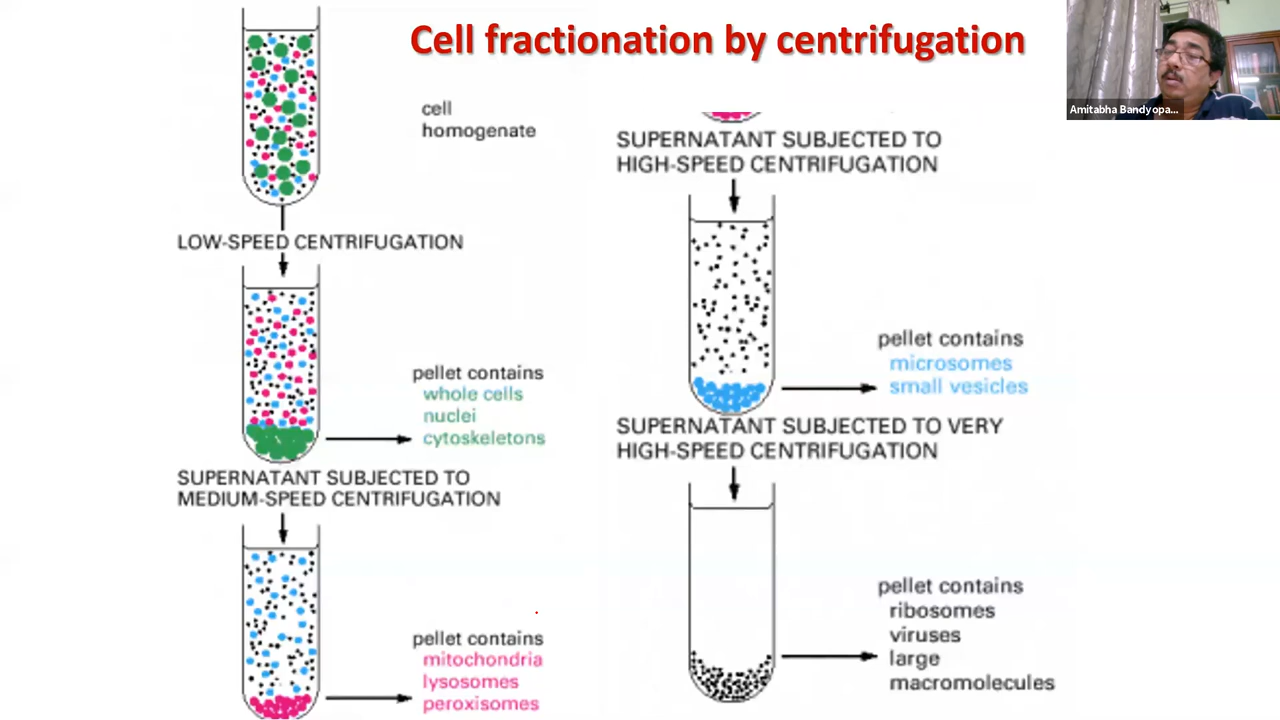 Cell fractionation by centrifugation
Amitabha Bandyopa...
cell
homogenate
LOW-SPEED CENTRIFUGATION
pellet contains
whole cells
nuclei
cytoskeletons
SUPERNATANT SUBJECTED TO
MEDIUM-SPEED CENTRIFUGATION
pellet contains
mitochondria
lysosomes
peroxisomes
SUPERNATANT SUBJECTED TO
HIGH-SPEED CENTRIFUGATION
pellet contains
microsomes
small vesicles
SUPERNATANT SUBJECTED TO VERY
HIGH-SPEED CENTRIFUGATION
pellet contains
ribosomes
viruses
large
macromolecules